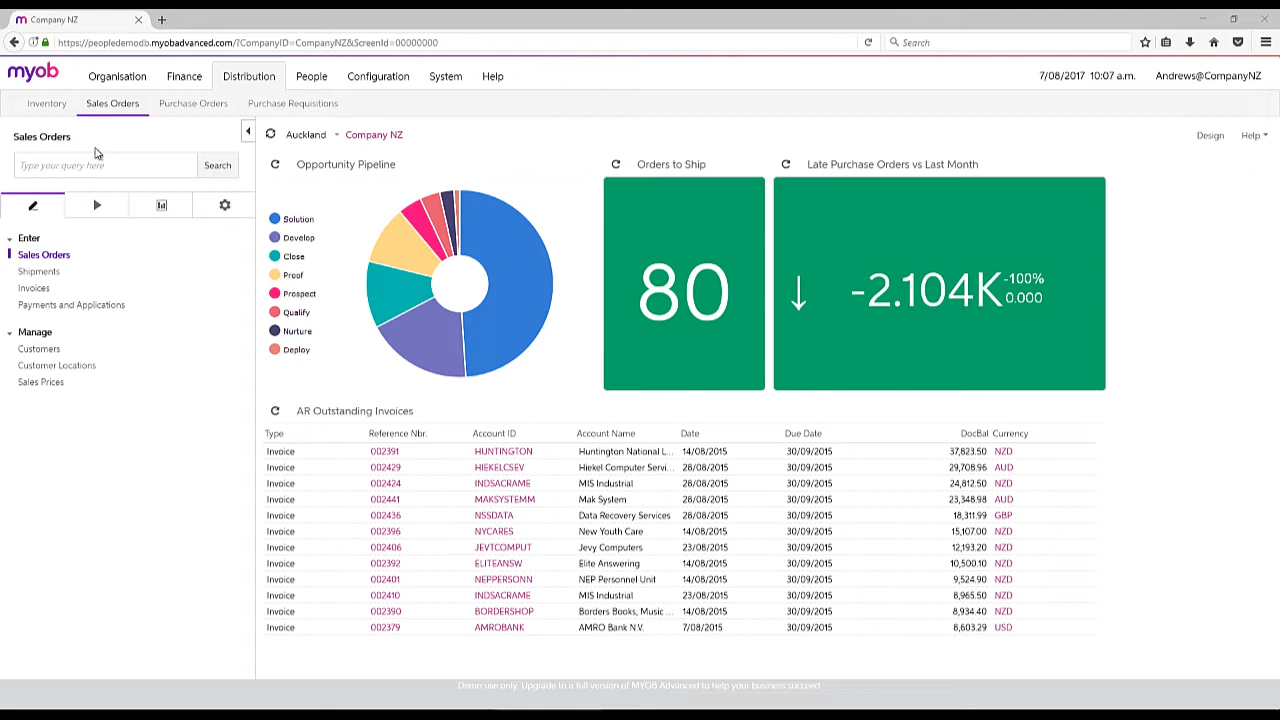 Company NZ
https://peopledemodb.myobadvanced.com/?CompanyID=CompanyNZ&ScreenId=00000000
Search
myob
Organisation Finance Distribution People Configuration System Help
7/08/2017 10:07 a.m. Andrews@CompanyNZ
Inventory Sales Orders Purchase Orders Purchase Requisitions
Sales Orders
Type your query here
Search
Enter
Sales Orders
Shipments
Invoices
Payments and Applications
Manage
Customers
Customer Locations
Sales Prices
Auckland Company NZ
Design Help
Opportunity Pipeline
Solution
Develop
Close
Proof
Prospect
Qualify
Nurture
Deploy
Orders to Ship
80
Late Purchase Orders vs Last Month
↓ -2.104K -100%
0.000
AR Outstanding Invoices
Type Reference Nbr. Account ID Account Name Date Due Date DocBal Currency
Invoice 002391 HUNTINGTON Huntington National L... 14/08/2015 30/09/2015 37,823.50 NZD
Invoice 002429 HIEKELCSEV Hiekel Computer Servi... 28/08/2015 30/09/2015 29,708.96 AUD
Invoice 002424 INDSACRAME MIS Industrial 28/08/2015 30/09/2015 24,812.50 NZD
Invoice 002441 MAKSYSTEMM Mak System 28/08/2015 30/09/2015 23,348.98 AUD
Invoice 002436 NSSDATA Data Recovery Services 28/08/2015 30/09/2015 18,311.99 GBP
Invoice 002396 NYCARES New Youth Care 14/08/2015 30/09/2015 15,107.00 NZD
Invoice 002406 JEVTCOMPUT Jevy Computers 23/08/2015 30/09/2015 12,193.20 NZD
Invoice 002392 ELITEANSW Elite Answering 14/08/2015 30/09/2015 10,500.10 NZD
Invoice 002401 NEPPERSONN NEP Personnel Unit 14/08/2015 30/09/2015 9,524.90 NZD
Invoice 002410 INDSACRAME MIS Industrial 23/08/2015 30/09/2015 8,965.50 NZD
Invoice 002390 BORDERSHOP Borders Books, Music ... 14/08/2015 30/09/2015 8,934.40 NZD
Invoice 002379 AMROBANK AMRO Bank N.V. 7/08/2015 30/09/2015 8,603.29 USD
Demo use only. Upgrade to a full version of MYOB Advanced to help your business succeed.